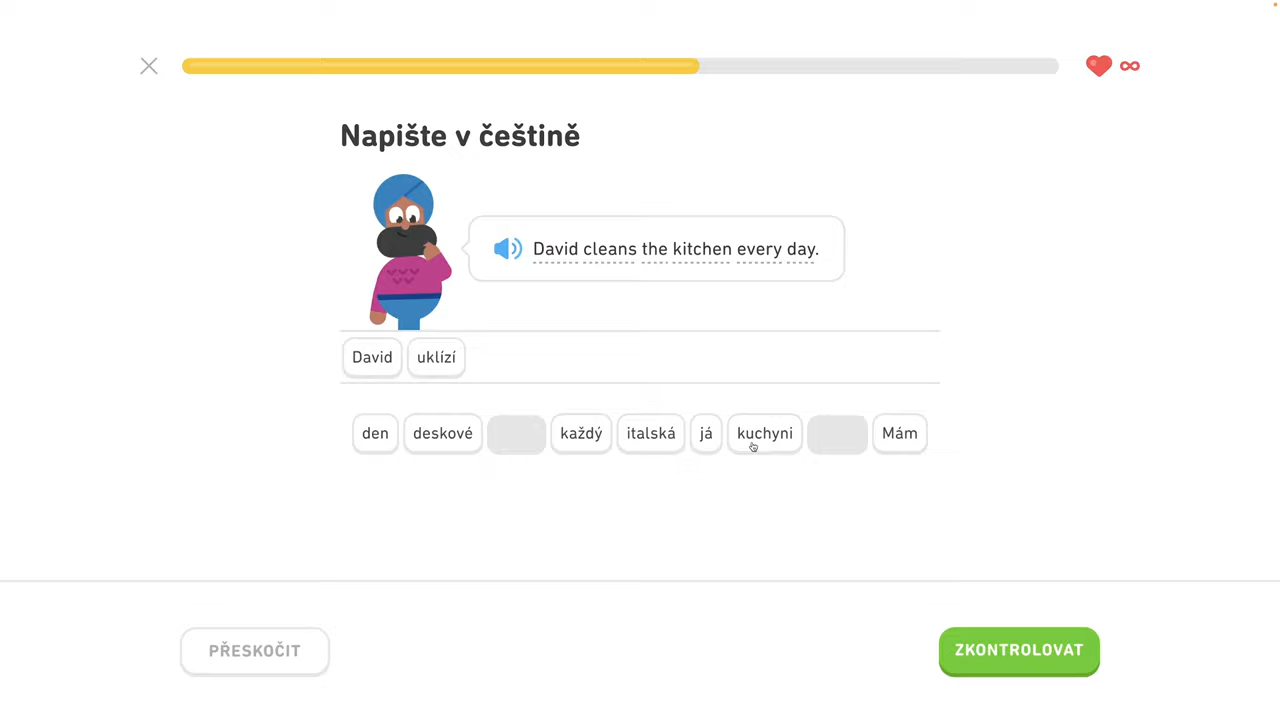 Napište v češtině
David cleans the kitchen every day.
David uklízí
den deskové každý italská já kuchyni Mám
PŘESKOČIT ZKONTROLOVAT